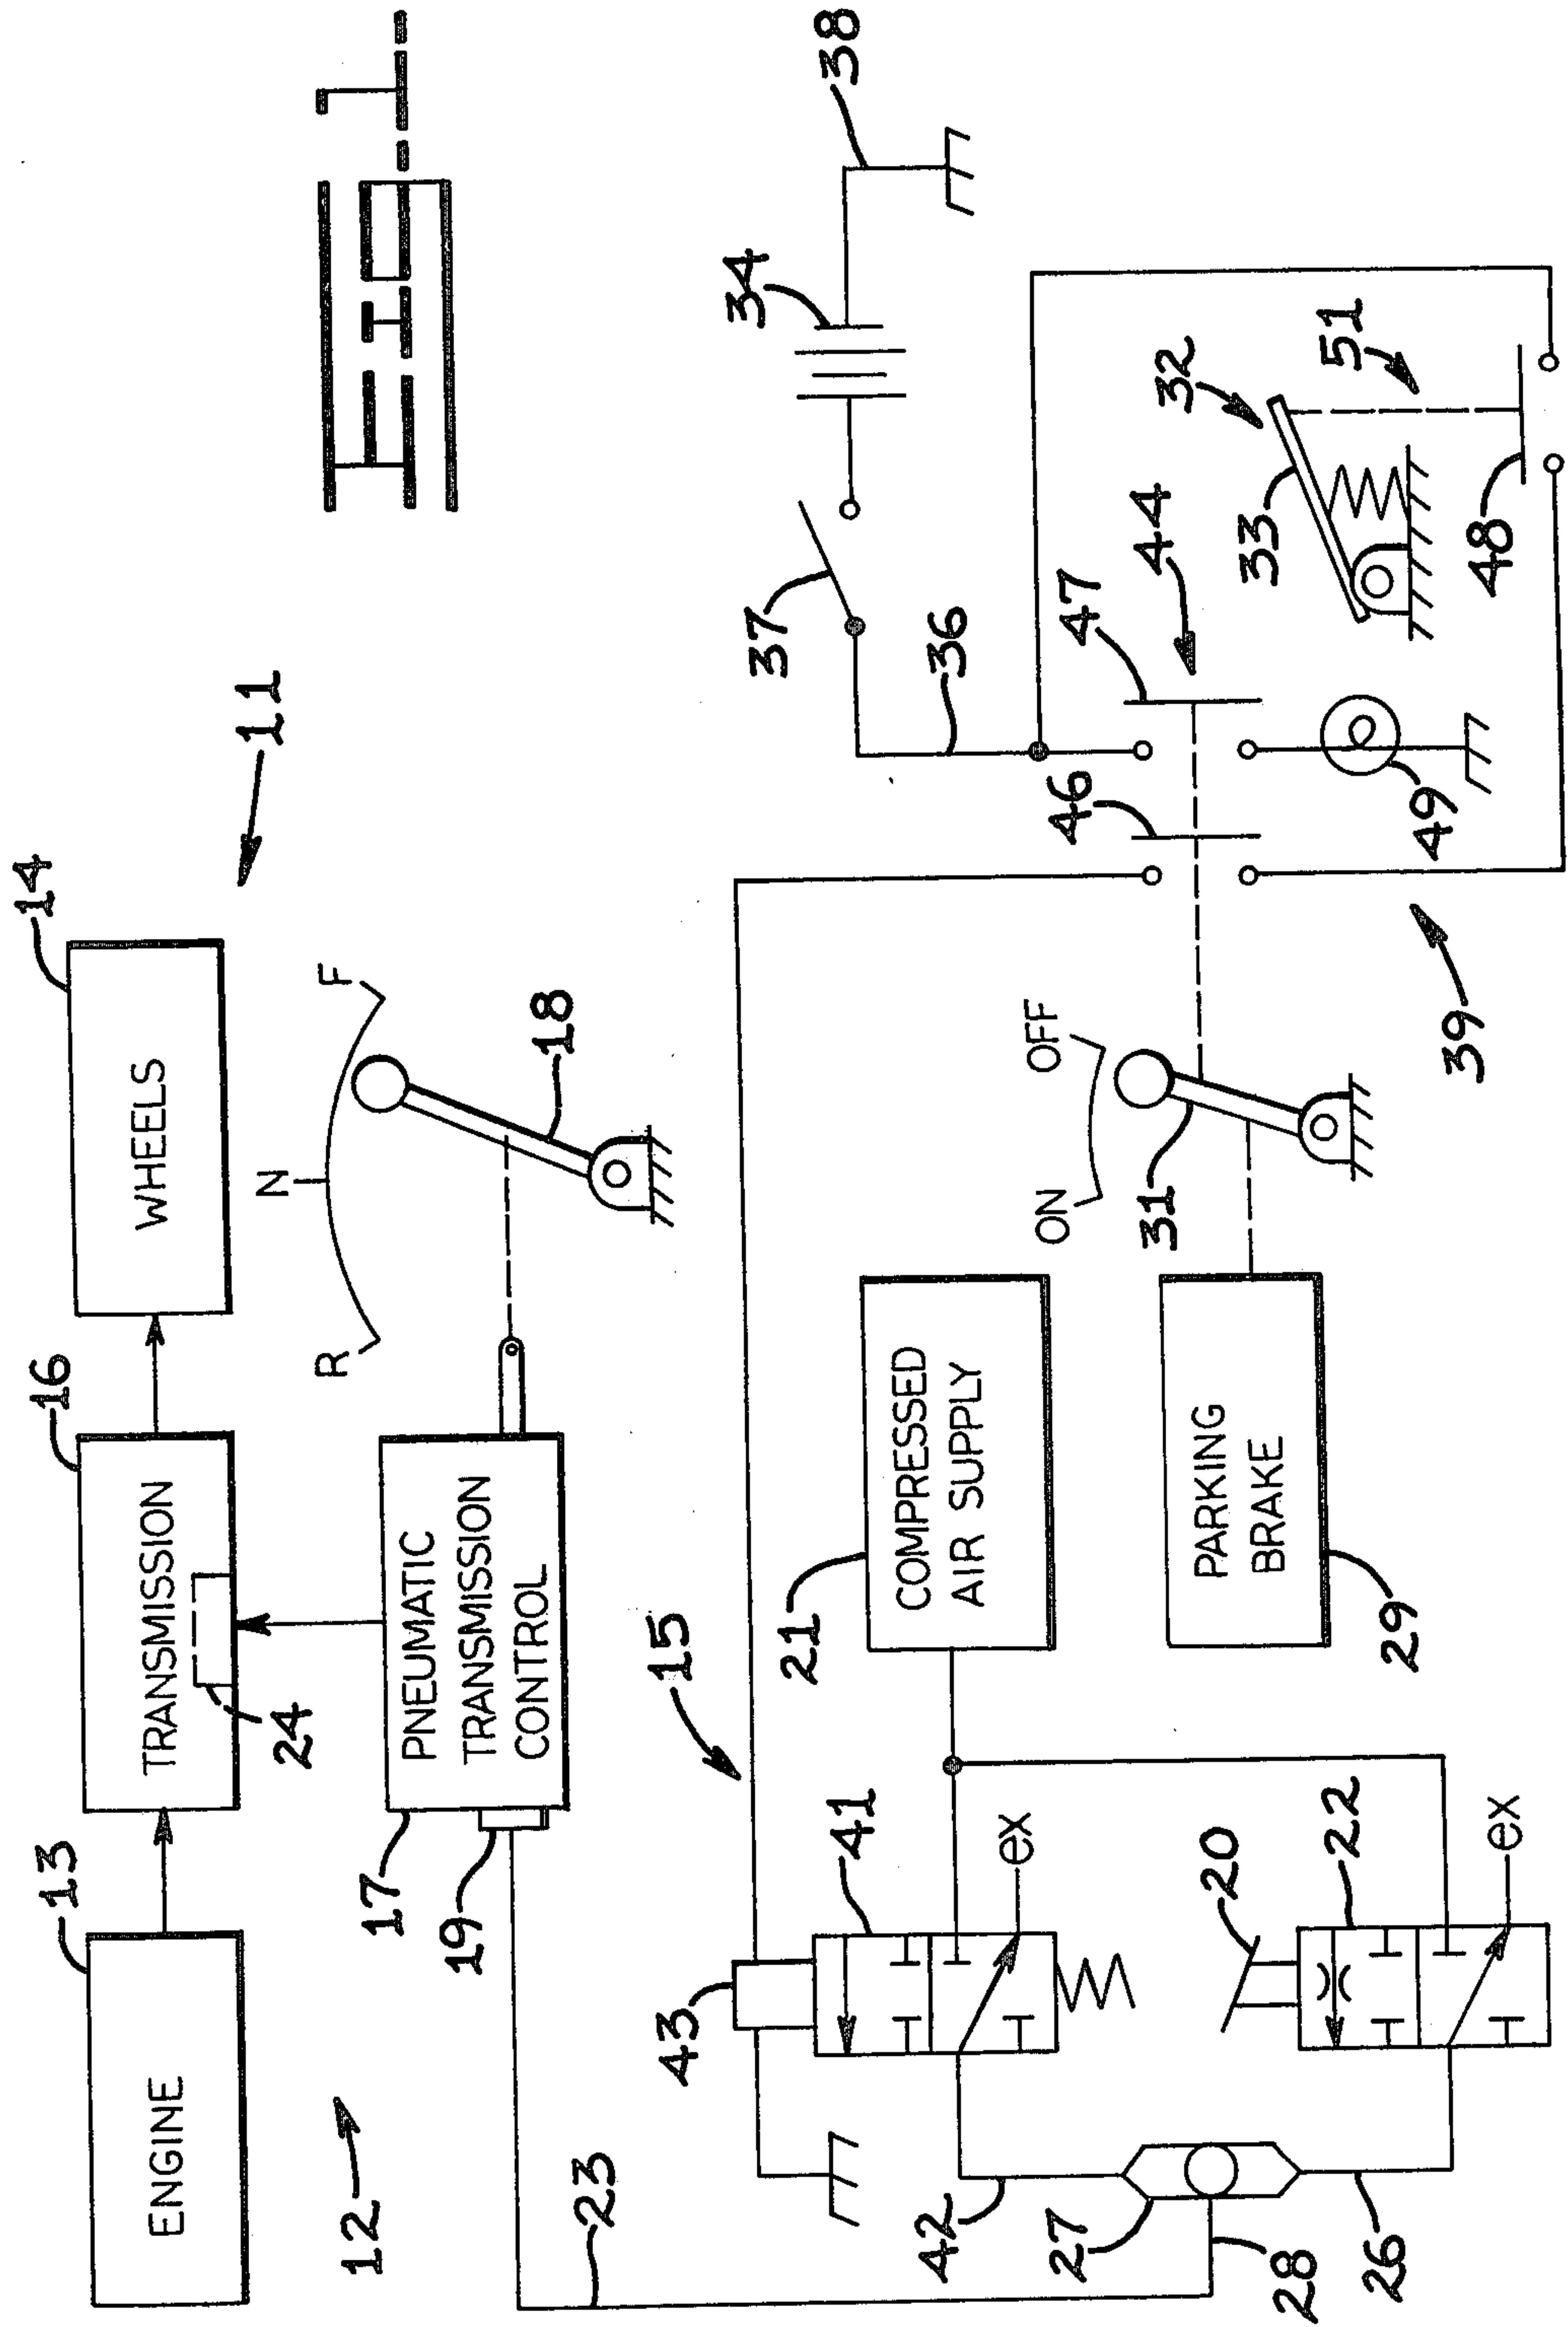 11
12
13
ENGINE
16
TRANSMISSION
24
14
WHEELS
17
PNEUMATIC
TRANSMISSION
CONTROL
19
R
N
F
18
23
15
43
41
ex
42
27
28
26
20
22
ex
21
COMPRESSED
AIR SUPPLY
29
PARKING
BRAKE
ON
OFF
31
39
46
47
44
36
37
34
38
49
48
33
32
51